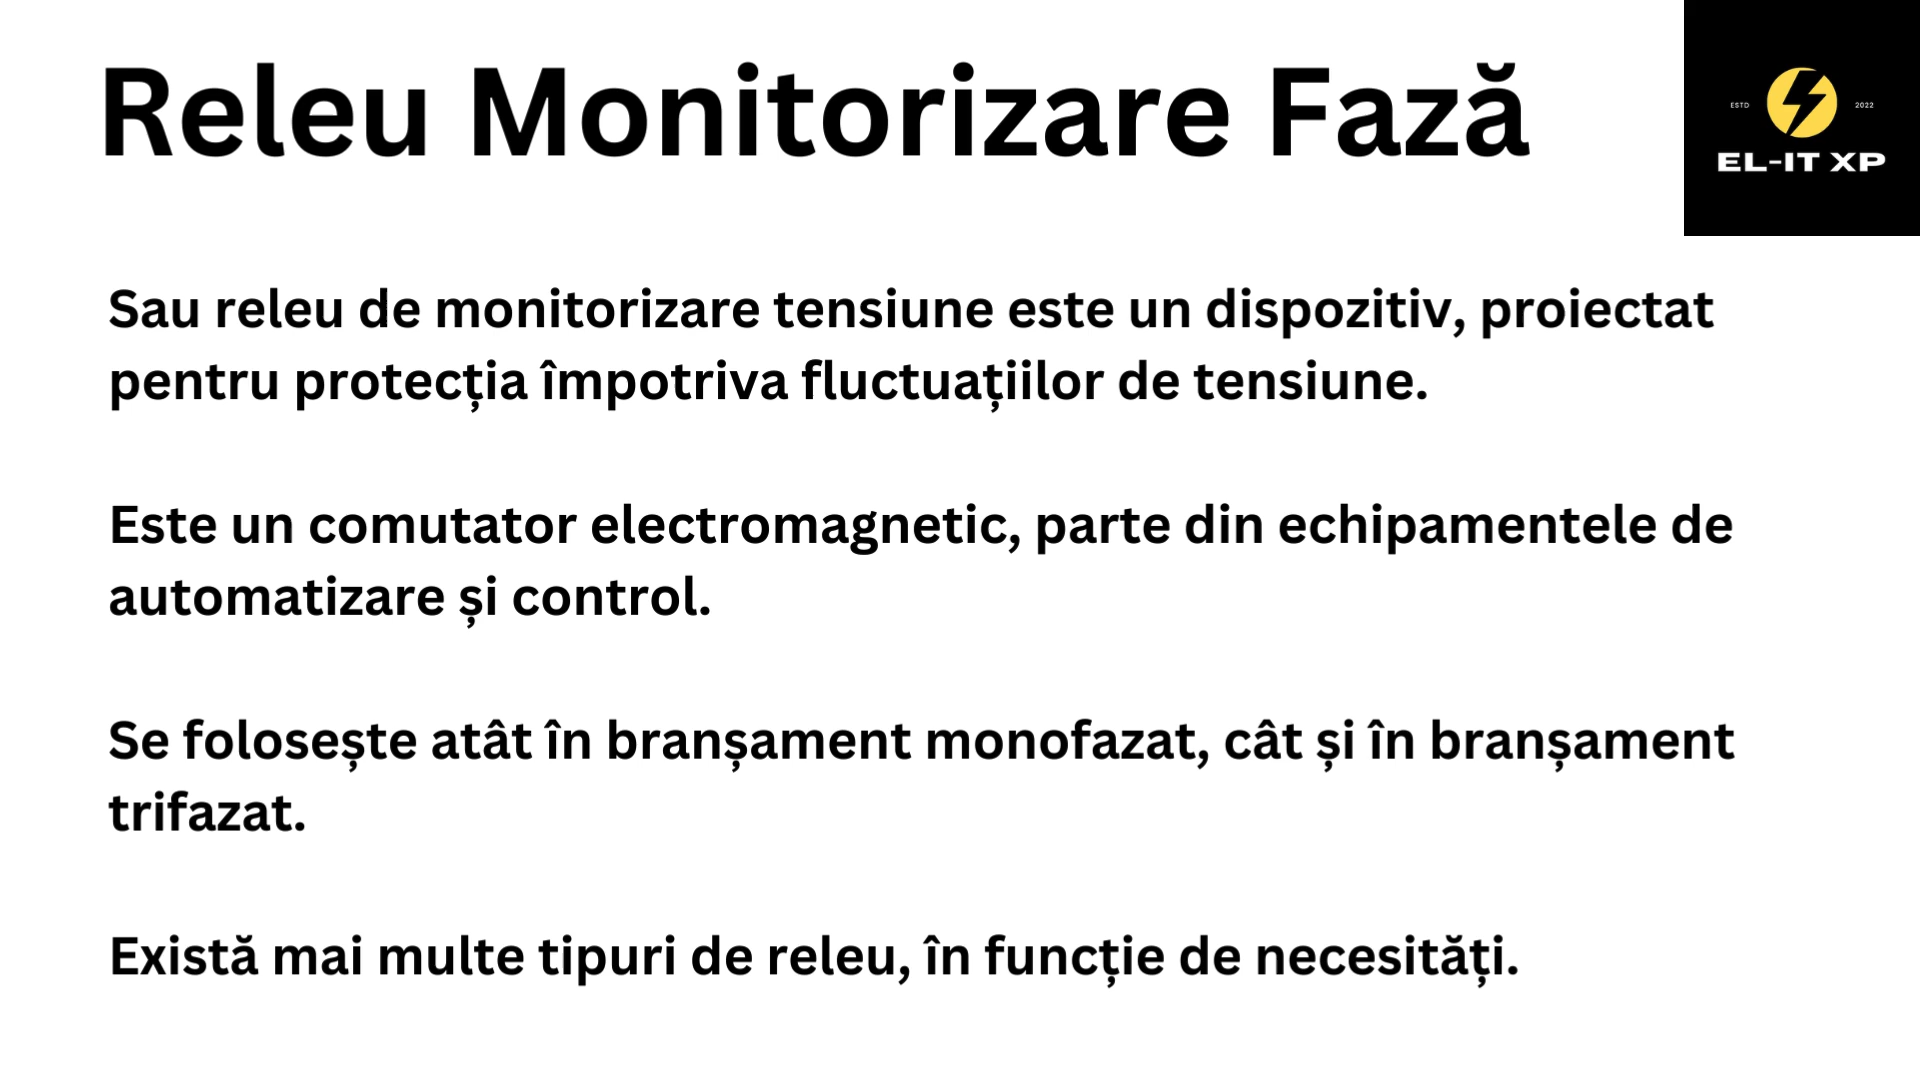 Releu Monitorizare Fază
ESTD
2022
EL-IT XP
Sau releu de monitorizare tensiune este un dispozitiv, proiectat
pentru protecția împotriva fluctuațiilor de tensiune.
Este un comutator electromagnetic, parte din echipamentele de
automatizare și control.
Se folosește atât în branșament monofazat, cât și în branșament
trifazat.
Există mai multe tipuri de releu, în funcție de necesități.